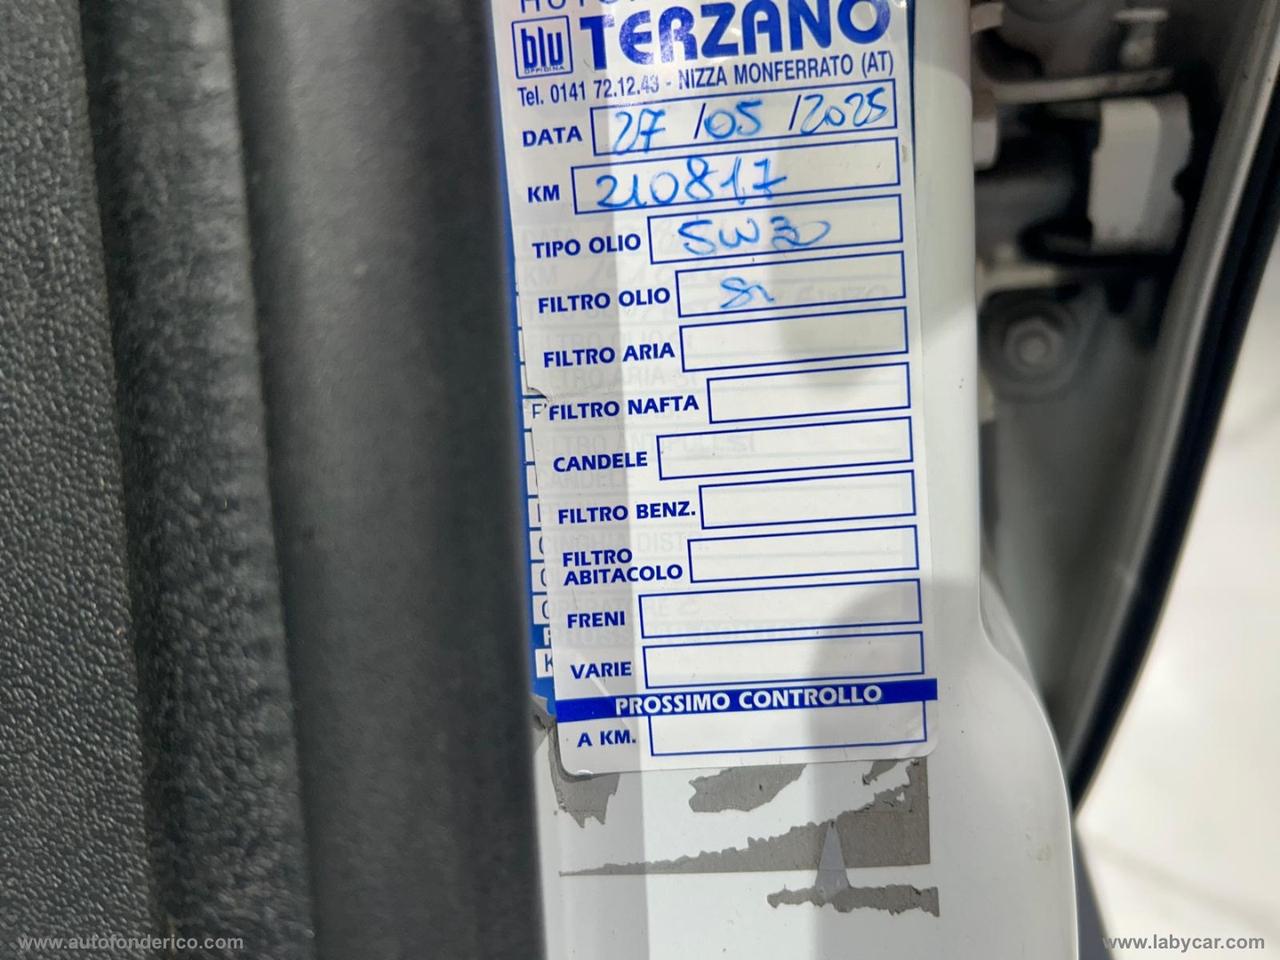 blu
OFFICINA
TERZANO
Tel. 0141 72.12.43 - NIZZA MONFERRATO (AT)
DATA 27/05/2025
KM 210817
TIPO OLIO 5W30
FILTRO OLIO Si
FILTRO ARIA
FILTRO NAFTA
CANDELE
FILTRO BENZ.
FILTRO
ABITACOLO
FRENI
VARIE
PROSSIMO CONTROLLO
A KM.
www.autofonderico.com
www.labycar.com